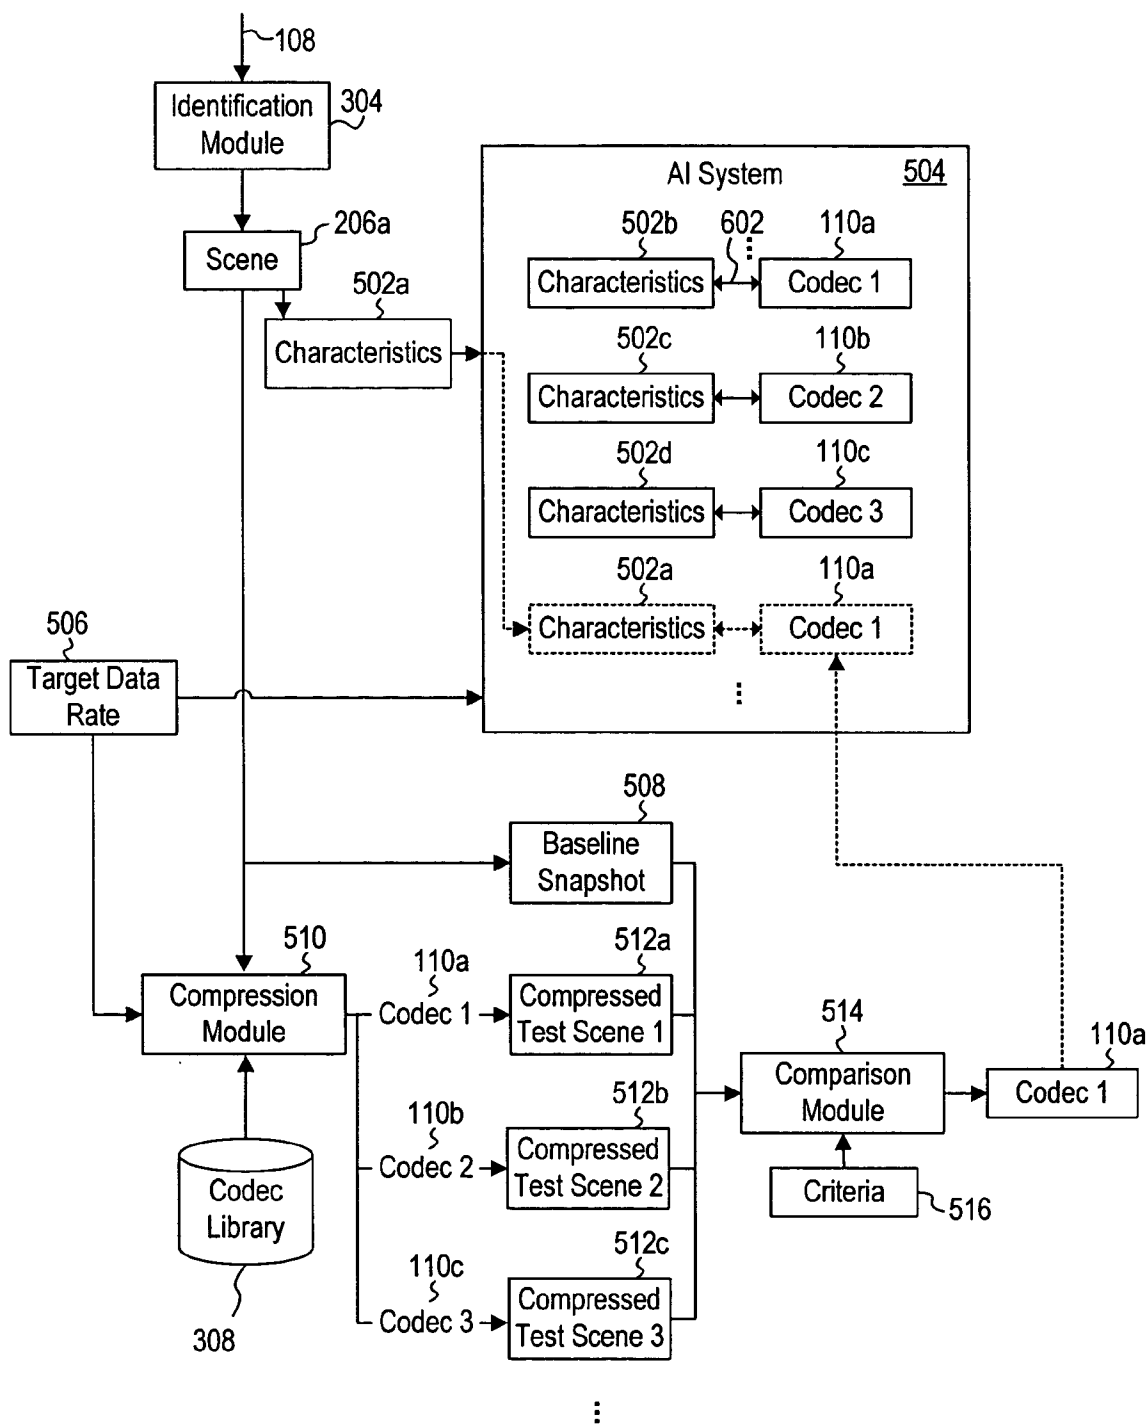 108
Identification
Module
304
Scene
206a
Characteristics
502a
AI System
504
502b
602
110a
Characteristics
Codec 1
502c
110b
Characteristics
Codec 2
502d
110c
Characteristics
Codec 3
502a
110a
Characteristics
Codec 1
506
Target Data
Rate
508
Baseline
Snapshot
510
Compression
Module
110a
Codec 1
512a
Compressed
Test Scene 1
110b
Codec 2
512b
Compressed
Test Scene 2
110c
Codec 3
512c
Compressed
Test Scene 3
Codec
Library
308
514
Comparison
Module
Criteria
516
110a
Codec 1